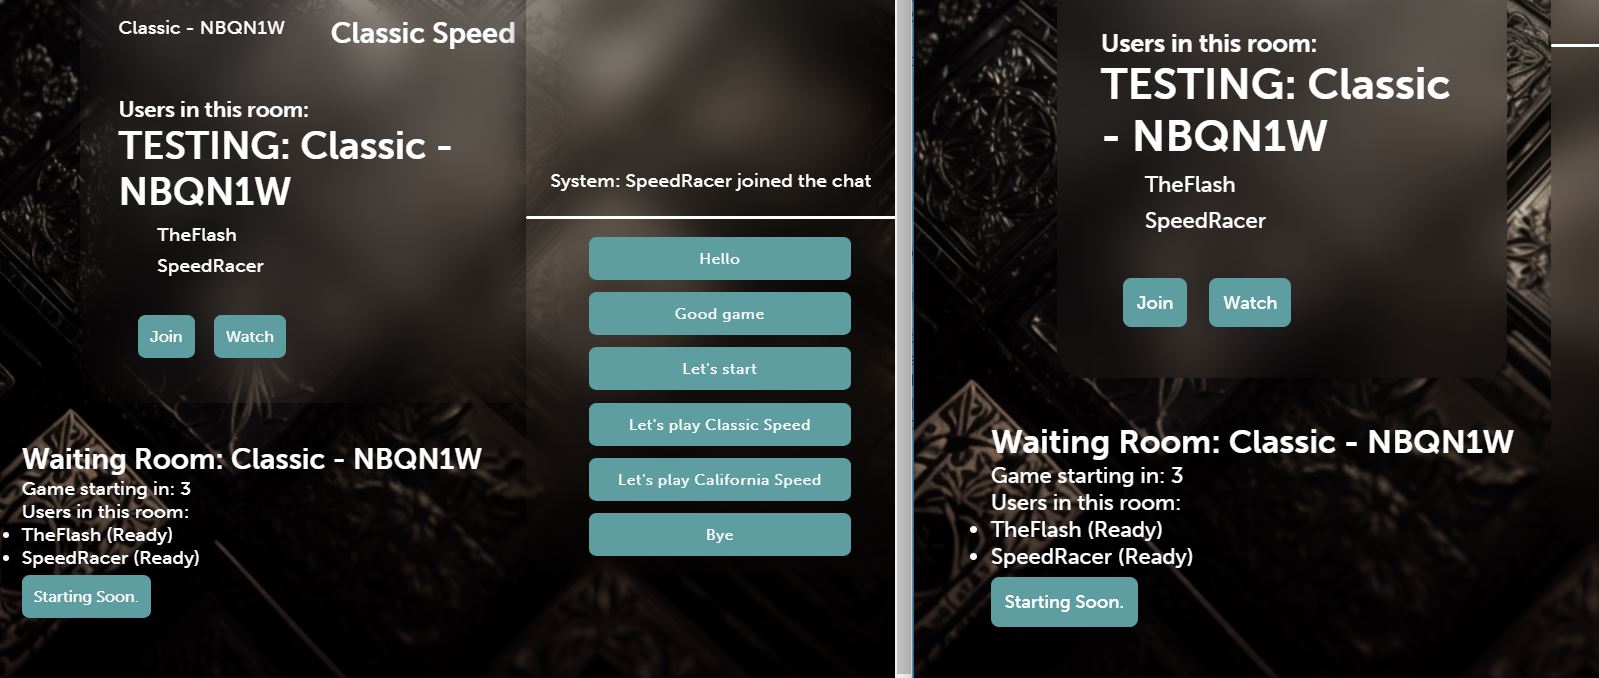 Classic - NBQN1W
Classic Speed
Users in this room:
TESTING: Classic -
NBQN1W
TheFlash
SpeedRacer
Join
Watch
Waiting Room: Classic - NBQN1W
Game starting in: 3
Users in this room:
TheFlash (Ready)
SpeedRacer (Ready)
Starting Soon.
System: SpeedRacer joined the chat
Hello
Good game
Let's start
Let's play Classic Speed
Let's play California Speed
Bye
Users in this room:
TESTING: Classic
- NBQN1W
TheFlash
SpeedRacer
Join
Watch
Waiting Room: Classic - NBQN1W
Game starting in: 3
Users in this room:
TheFlash (Ready)
SpeedRacer (Ready)
Starting Soon.